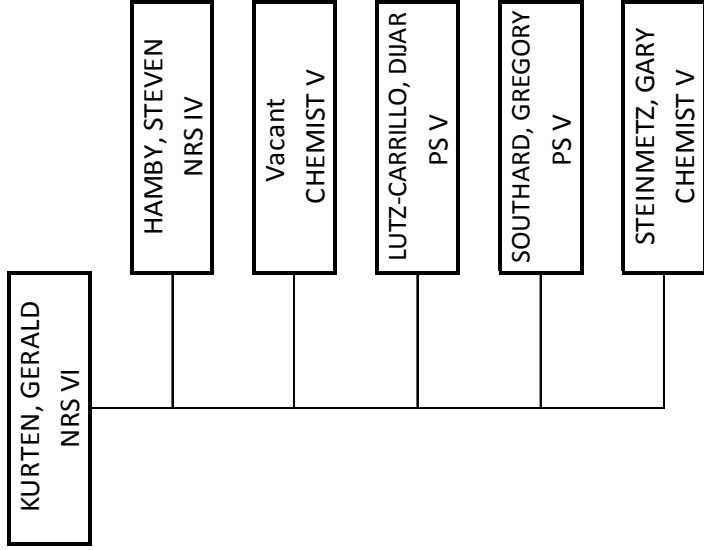 KURTEN, GERALD
NRS VI
HAMBY, STEVEN
NRS IV
Vacant
CHEMIST V
LUTZ-CARRILLO, DIJAR
PS V
SOUTHARD, GREGORY
PS V
STEINMETZ, GARY
CHEMIST V